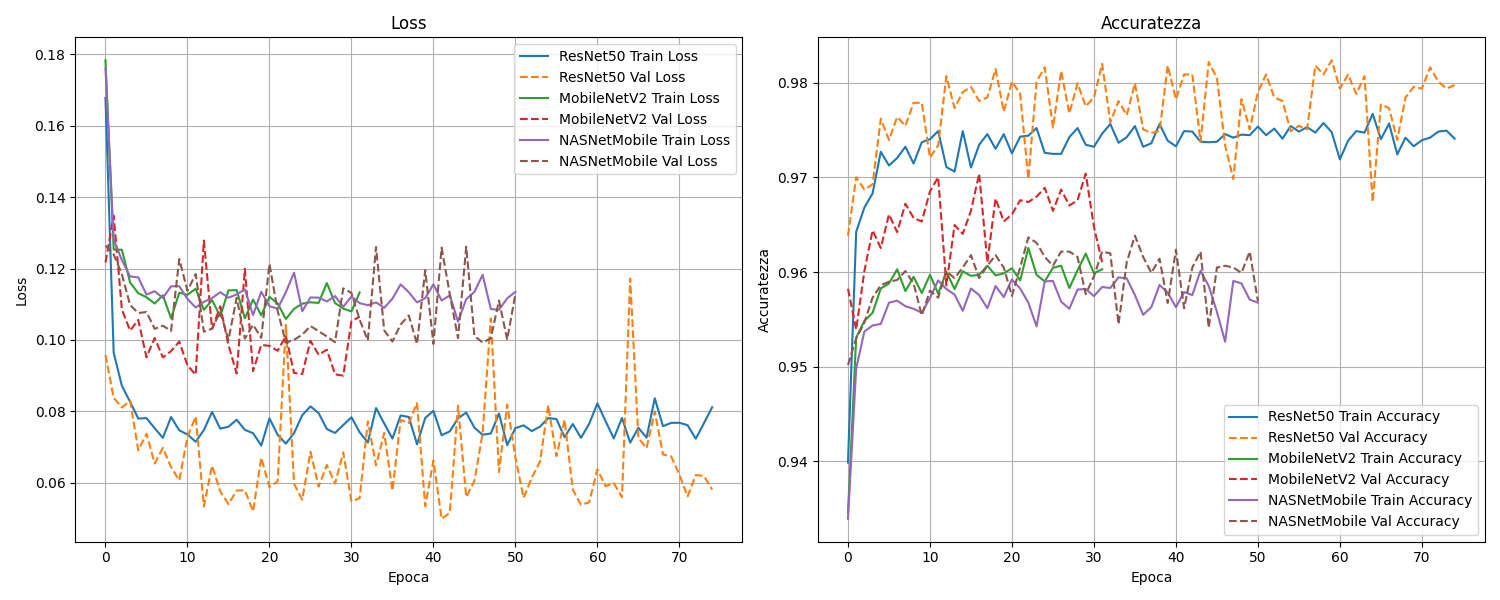 Loss
0.18
0.16
0.14
0.12
0.10
0.08
0.06
Loss
0 10 20 30 40 50 60 70
Epoca
ResNet50 Train Loss
ResNet50 Val Loss
MobileNetV2 Train Loss
MobileNetV2 Val Loss
NASNetMobile Train Loss
NASNetMobile Val Loss
Accuratezza
0.98
0.97
0.96
0.95
0.94
Accuratezza
0 10 20 30 40 50 60 70
Epoca
ResNet50 Train Accuracy
ResNet50 Val Accuracy
MobileNetV2 Train Accuracy
MobileNetV2 Val Accuracy
NASNetMobile Train Accuracy
NASNetMobile Val Accuracy